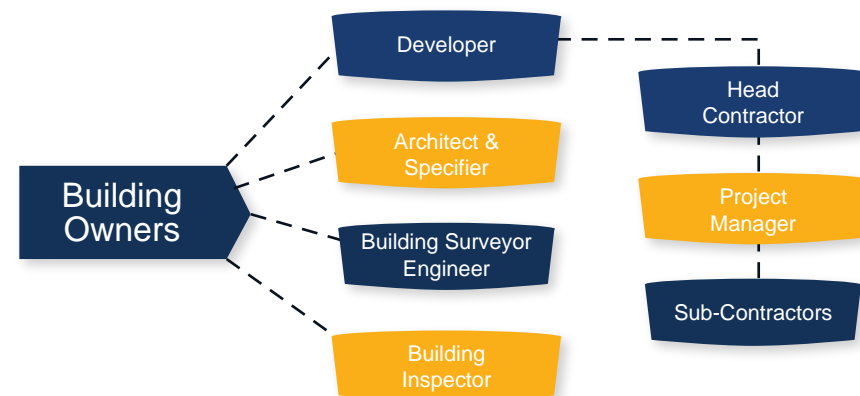 Building
Owners
Developer
Architect &
Specifier
Building Surveyor
Engineer
Building
Inspector
Head
Contractor
Project
Manager
Sub-Contractors